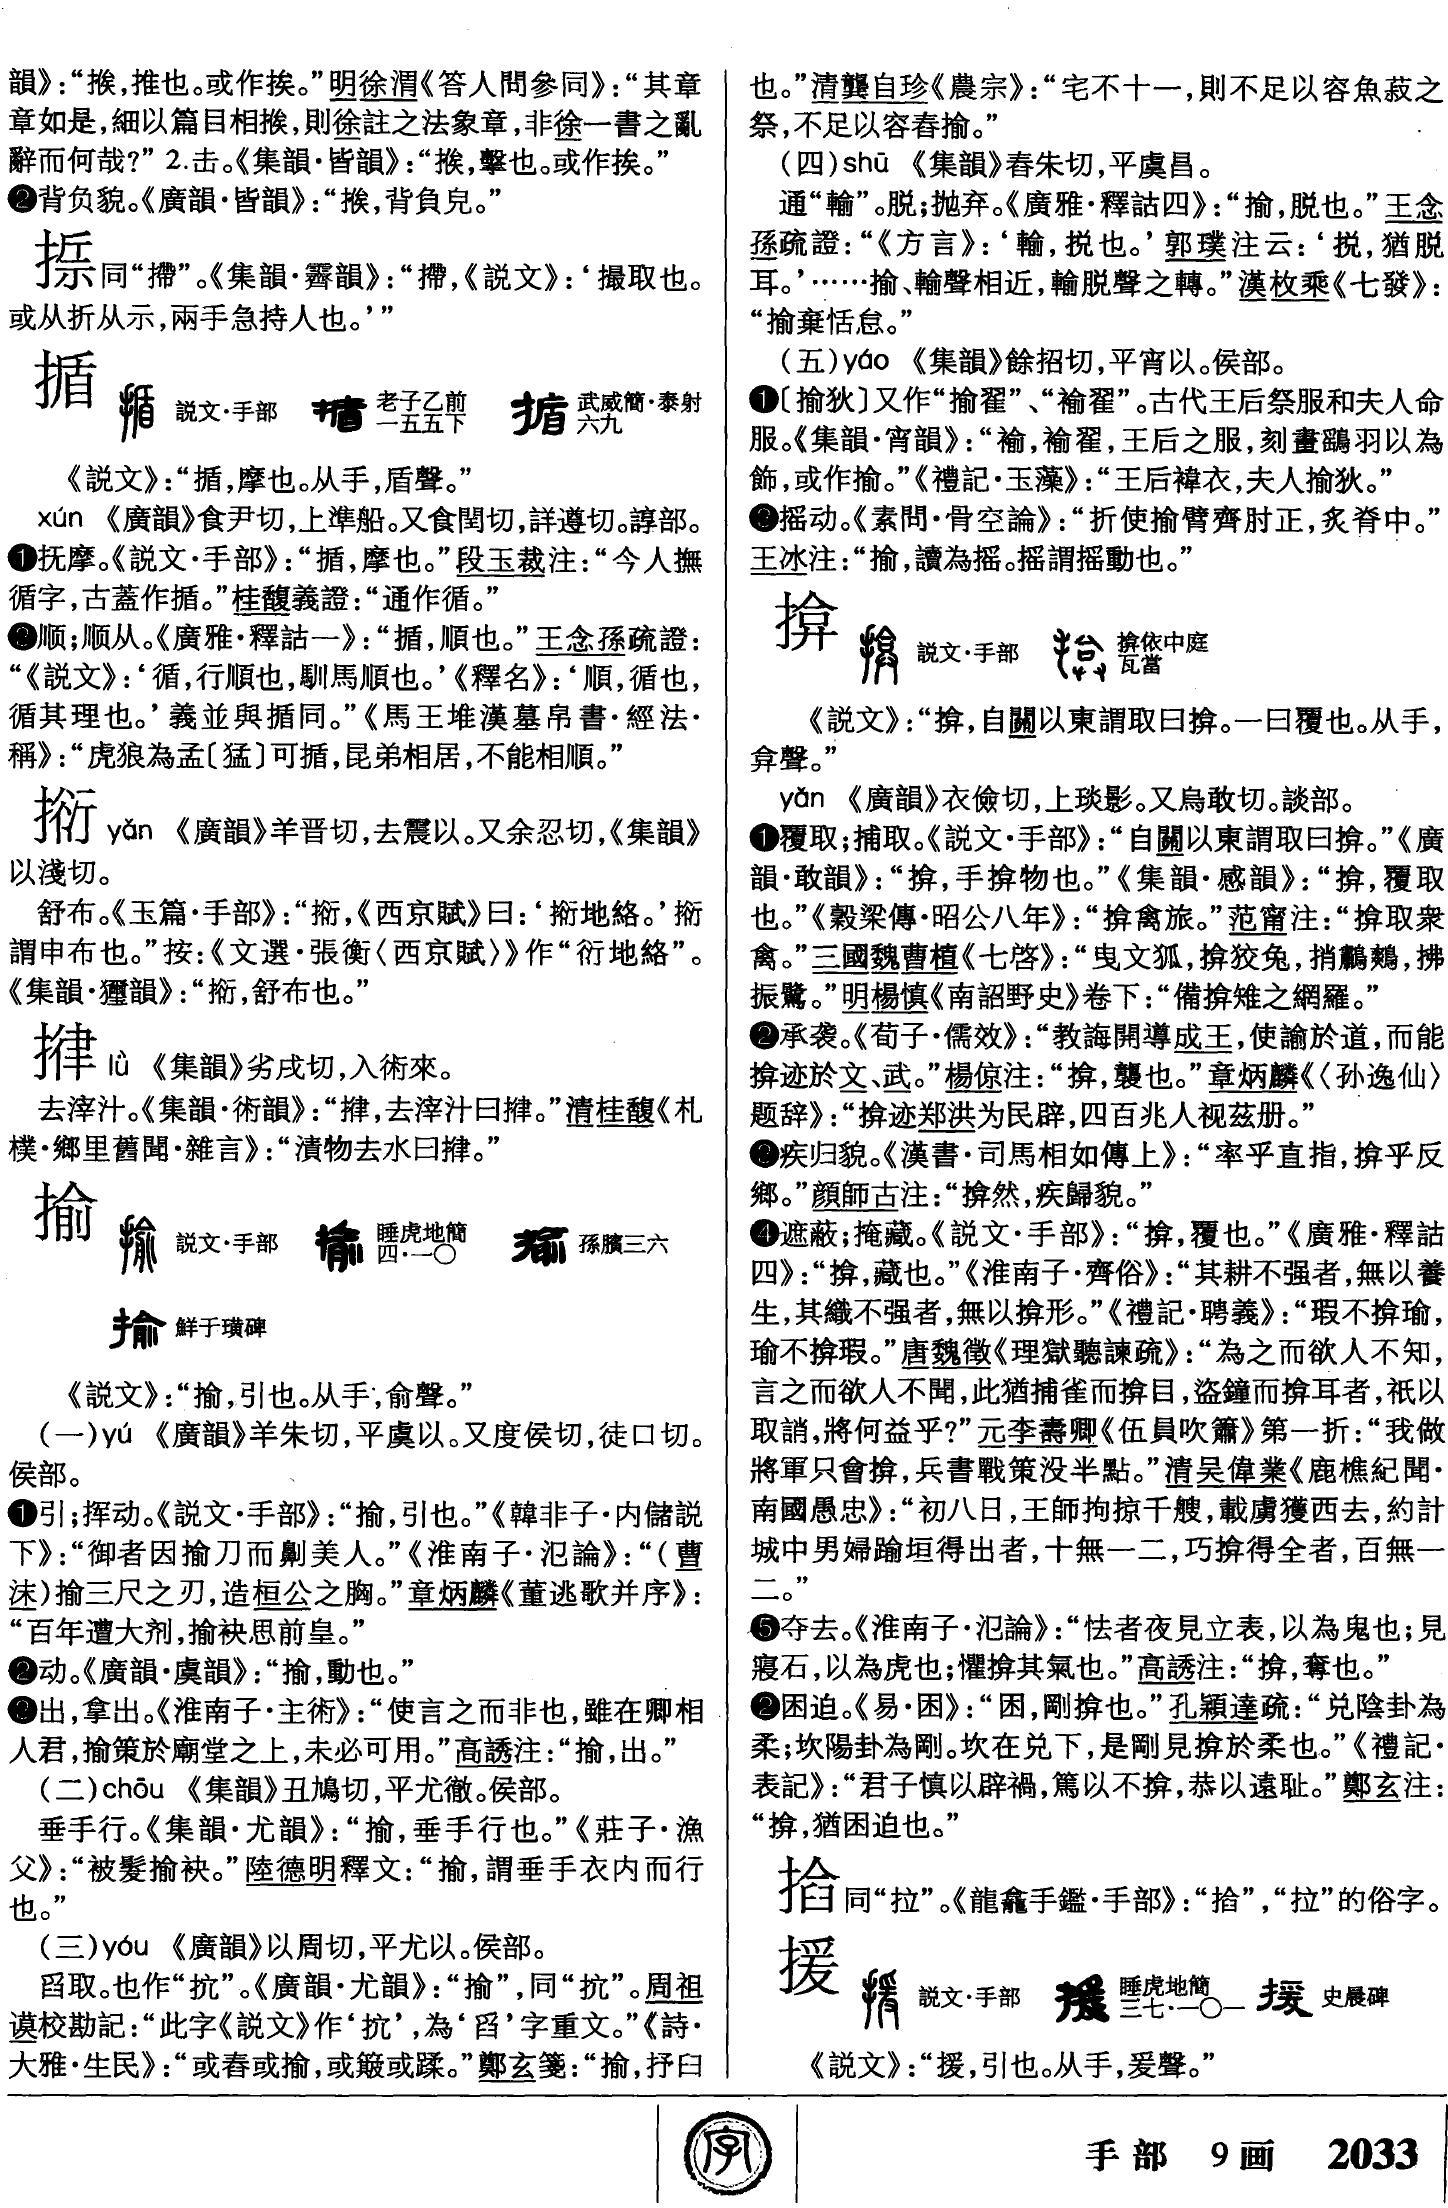 韻》：“挨，推也。或作挨。”明徐渭《答人問參同》：“其章
章如是，細以篇目相挨，則徐註之法象章，非徐一書之亂
辭而何哉？”2.击。《集韻·皆韻》：“挨，擊也。或作挨。”
❷背负貌。《廣韻·皆韻》：“挨，背負皃。”
𢱧同“㨭”。《集韻·霽韻》：“㨭，《説文》：‘撮取也。
或从折从示，兩手急持人也。’”
揗 説文·手部 老子乙前一五五下 武威簡·泰射六九
《説文》：“揗，摩也。从手，盾聲。”
xún 《廣韻》食尹切，上準船。又食閏切，詳遵切。諄部。
❶抚摩。《説文·手部》：“揗，摩也。”段玉裁注：“今人撫
循字，古蓋作揗。”桂馥義證：“通作循。”
❷顺；顺从。《廣雅·釋詁一》：“揗，順也。”王念孫疏證：
“《説文》：‘循，行順也，馴馬順也。’《釋名》：‘順，循也，
循其理也。’義並與揗同。”《馬王堆漢墓帛書·經法·
稱》：“虎狼為孟〔猛〕可揗，昆弟相居，不能相順。”
㨙 yǎn 《廣韻》羊晋切，去震以。又余忍切，《集韻》
以淺切。
舒布。《玉篇·手部》：“㨙，《西京賦》曰：‘㨙地絡。’㨙
謂申布也。”按：《文選·張衡〈西京賦〉》作“衍地絡”。
《集韻·獮韻》：“㨙，舒布也。”
𢯰 lǜ 《集韻》劣戌切，入術來。
去滓汁。《集韻·術韻》：“𢯰，去滓汁曰𢯰。”清桂馥《札
樸·鄉里舊聞·雜言》：“漬物去水曰𢯰。”
揄 説文·手部 睡虎地簡四·一〇 孫臏三六
鮮于璜碑
《説文》：“揄，引也。从手，俞聲。”
（一）yú 《廣韻》羊朱切，平虞以。又度侯切，徒口切。
侯部。
❶引；挥动。《説文·手部》：“揄，引也。”《韓非子·内儲説
下》：“御者因揄刀而劓美人。”《淮南子·氾論》：“（曹
沫）揄三尺之刃，造桓公之胸。”章炳麟《董逃歌并序》：
“百年遭大剂，揄袂思前皇。”
❷动。《廣韻·虞韻》：“揄，動也。”
❸出，拿出。《淮南子·主術》：“使言之而非也，雖在卿相
人君，揄策於廟堂之上，未必可用。”高誘注：“揄，出。”
（二）chōu 《集韻》丑鳩切，平尤徹。侯部。
垂手行。《集韻·尤韻》：“揄，垂手行也。”《莊子·漁
父》：“被髮揄袂。”陸德明釋文：“揄，謂垂手衣内而行
也。”
（三）yóu 《廣韻》以周切，平尤以。侯部。
舀取。也作“抭”。《廣韻·尤韻》：“揄”，同“抭”。周祖
谟校勘記：“此字《説文》作‘抭’，為‘舀’字重文。”《詩·
大雅·生民》：“或舂或揄，或簸或蹂。”鄭玄箋：“揄，抒臼
也。”清龔自珍《農宗》：“宅不十一，則不足以容魚菽之
祭，不足以容舂揄。”
（四）shū 《集韻》舂朱切，平虞昌。
通“輸”。脱；抛弃。《廣雅·釋詁四》：“揄，脱也。”王念
孫疏證：“《方言》：‘輸，挩也。’郭璞注云：‘挩，猶脱
耳。’……揄、輸聲相近，輸脱聲之轉。”漢枚乘《七發》：
“揄棄恬怠。”
（五）yáo 《集韻》餘招切，平宵以。侯部。
❶〔揄狄〕又作“揄翟”、“褕翟”。古代王后祭服和夫人命
服。《集韻·宵韻》：“褕，褕翟，王后之服，刻畫鷂羽以為
飾，或作揄。”《禮記·玉藻》：“王后褘衣，夫人揄狄。”
❷摇动。《素問·骨空論》：“折使揄臂齊肘正，炙脊中。”
王冰注：“揄，讀為摇。摇謂摇動也。”
揜 説文·手部 揜依中庭瓦當
《説文》：“揜，自關以東謂取曰揜。一曰覆也。从手，
弇聲。”
yǎn 《廣韻》衣儉切，上琰影。又烏敢切。談部。
❶覆取；捕取。《説文·手部》：“自關以東謂取曰揜。”《廣
韻·敢韻》：“揜，手揜物也。”《集韻·感韻》：“揜，覆取
也。”《穀梁傳·昭公八年》：“揜禽旅。”范甯注：“揜取衆
禽。”三國魏曹植《七啓》：“曳文狐，揜狡兔，捎鸕鷞，拂
振鷺。”明楊慎《南詔野史》卷下：“備揜雉之網羅。”
❷承袭。《荀子·儒效》：“教誨開導成王，使諭於道，而能
揜迹於文、武。”楊倞注：“揜，襲也。”章炳麟《〈孙逸仙〉
题辞》：“揜迹郑洪为民辟，四百兆人视兹册。”
❸疾归貌。《漢書·司馬相如傳上》：“率乎直指，揜乎反
鄉。”顔師古注：“揜然，疾歸貌。”
❹遮蔽；掩藏。《説文·手部》：“揜，覆也。”《廣雅·釋詁
四》：“揜，藏也。”《淮南子·齊俗》：“其耕不强者，無以養
生，其織不强者，無以揜形。”《禮記·聘義》：“瑕不揜瑜，
瑜不揜瑕。”唐魏徵《理獄聽諫疏》：“為之而欲人不知，
言之而欲人不聞，此猶捕雀而揜目，盗鐘而揜耳者，衹以
取誚，將何益乎？”元李壽卿《伍員吹簫》第一折：“我做
將軍只會揜，兵書戰策没半點。”清吴偉業《鹿樵紀聞·
南國愚忠》：“初八日，王師拘掠千艘，載虜獲西去，約計
城中男婦踰垣得出者，十無一二，巧揜得全者，百無一
二。”
❺夺去。《淮南子·氾論》：“怯者夜見立表，以為鬼也；見
寢石，以為虎也；懼揜其氣也。”高誘注：“揜，奪也。”
❷困迫。《易·困》：“困，剛揜也。”孔穎達疏：“兑陰卦為
柔；坎陽卦為剛。坎在兑下，是剛見揜於柔也。”《禮記·
表記》：“君子慎以辟禍，篤以不揜，恭以遠耻。”鄭玄注：
“揜，猶困迫也。”
㨐同“拉”。《龍龕手鑑·手部》：“㨐”，“拉”的俗字。
援 説文·手部 睡虎地簡三七·一〇一 史晨碑
《説文》：“援，引也。从手，爰聲。”
字
手部 9画 2033